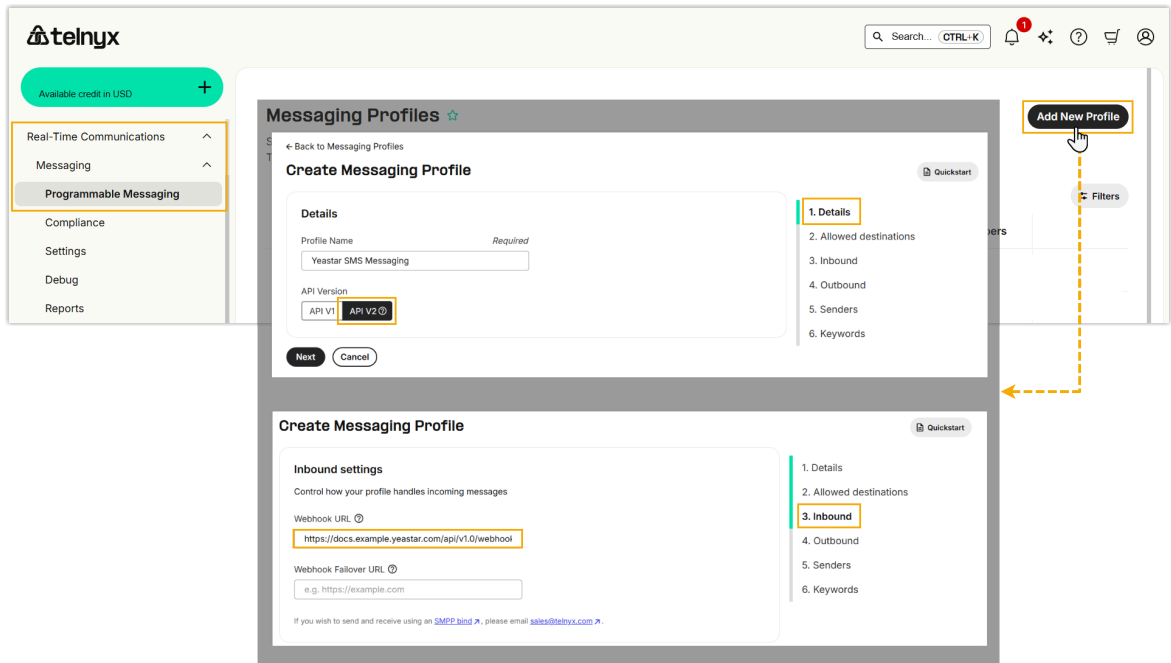 telnyx
Search... CTRL+K
1
Available credit in USD
Real-Time Communications
Messaging
Programmable Messaging
Compliance
Settings
Debug
Reports
Messaging Profiles
Add New Profile
Filters
← Back to Messaging Profiles
Create Messaging Profile
Quickstart
Details
Profile Name Required
Yeastar SMS Messaging
API Version
API V1 API V2
Next Cancel
1. Details
2. Allowed destinations
3. Inbound
4. Outbound
5. Senders
6. Keywords
Create Messaging Profile
Quickstart
Inbound settings
Control how your profile handles incoming messages
Webhook URL
https://docs.example.yeastar.com/api/v1.0/webhook
Webhook Failover URL
e.g. https://example.com
If you wish to send and receive using an SMPP bind, please email sales@telnyx.com.
1. Details
2. Allowed destinations
3. Inbound
4. Outbound
5. Senders
6. Keywords